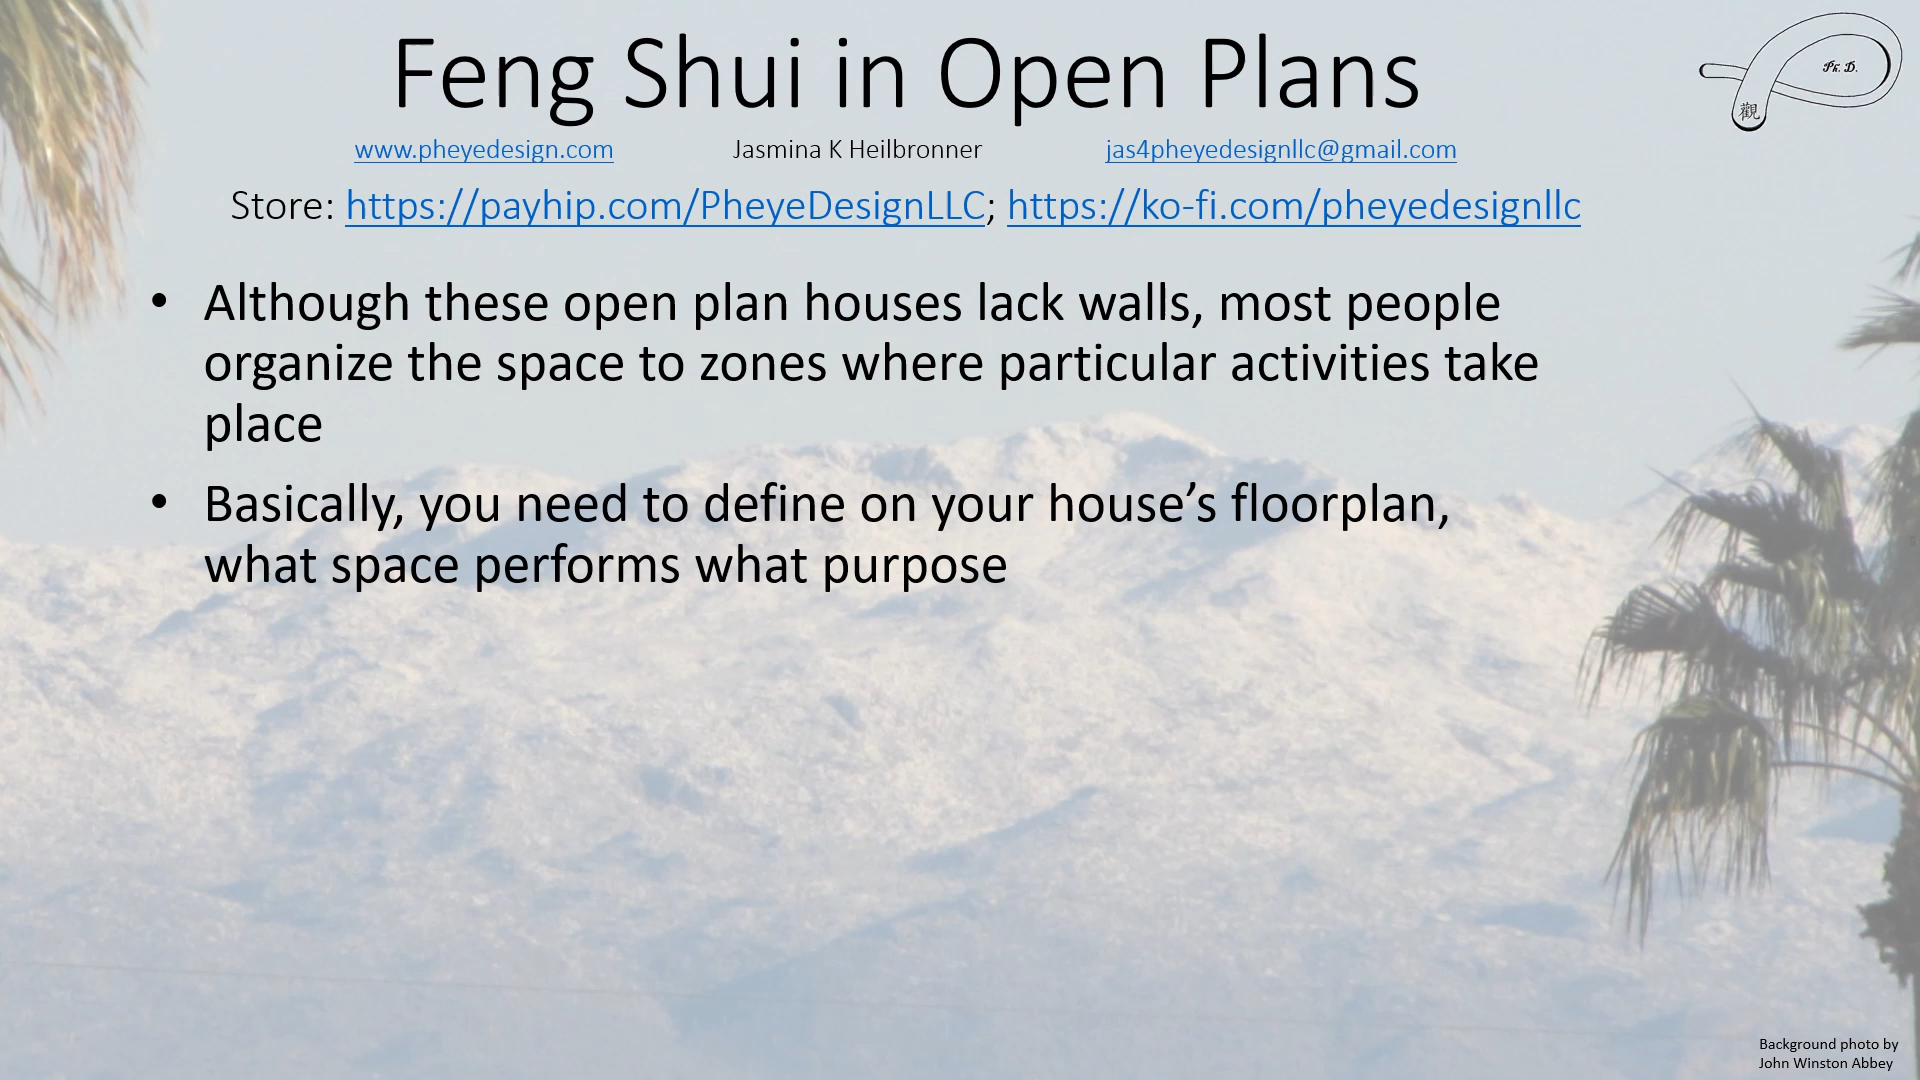 Feng Shui in Open Plans
Ph. D.
觀
www.pheyedesign.com Jasmina K Heilbronner jas4pheyedesignllc@gmail.com
Store: https://payhip.com/PheyeDesignLLC; https://ko-fi.com/pheyedesignllc
• Although these open plan houses lack walls, most people
organize the space to zones where particular activities take
place
• Basically, you need to define on your house’s floorplan,
what space performs what purpose
Background photo by
John Winston Abbey